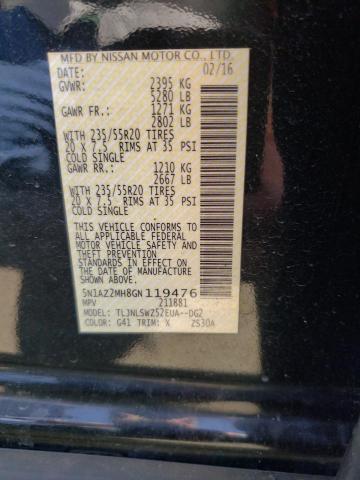 MFD BY NISSAN MOTOR CO., LTD.
DATE: 02/16
GVWR: 2395 KG
5280 LB
GAWR FR.: 1271 KG
2802 LB
WITH 235/55R20 TIRES
20 X 7.5 RIMS AT 35 PSI
COLD SINGLE
GAWR RR.: 1210 KG
2667 LB
WITH 235/55R20 TIRES
20 X 7.5 RIMS AT 35 PSI
COLD SINGLE
THIS VEHICLE CONFORMS TO
ALL APPLICABLE FEDERAL
MOTOR VEHICLE SAFETY
AND THEFT PREVENTION
STANDARDS IN EFFECT
ON THE DATE OF
MANUFACTURE SHOWN ABOVE
5N1AZ2MH8GN119476
MPV 211881
MODEL: TLJNLSWZ52EUA--DG2
COLOR: G41 TRIM: X ZS30A